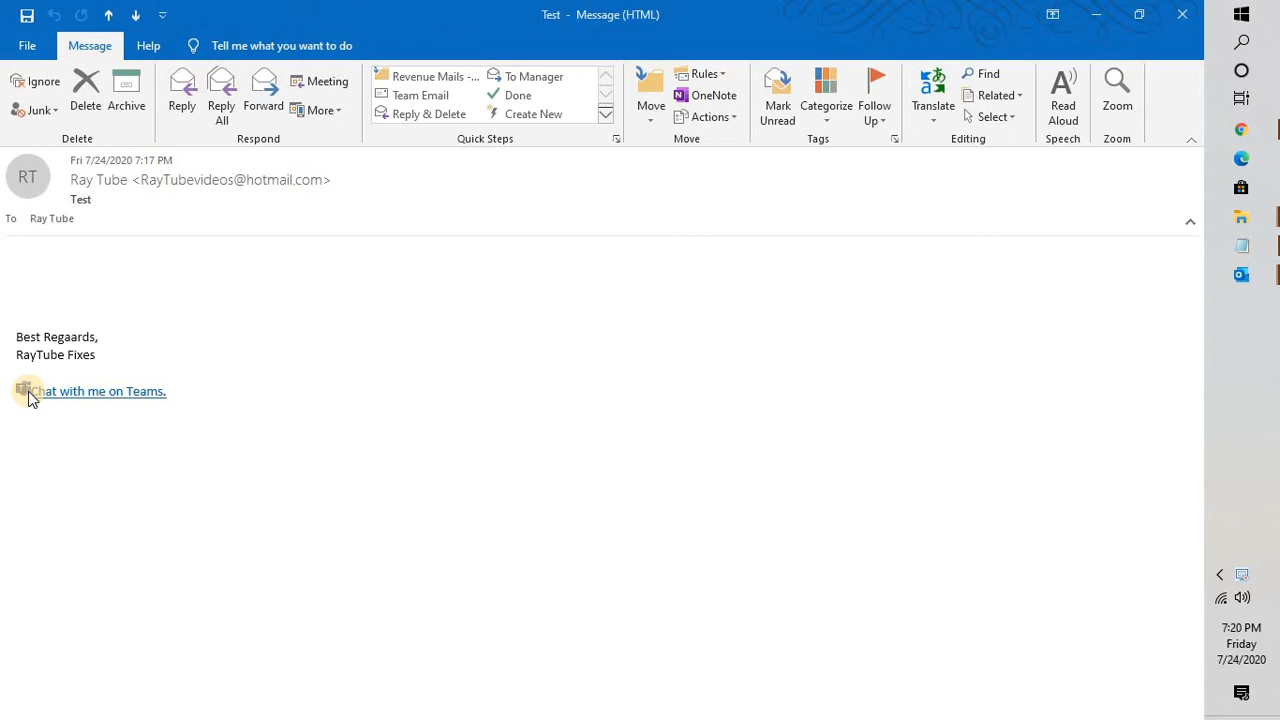 Test - Message (HTML)
File Message Help Tell me what you want to do
Ignore
Junk
Delete
Archive
Delete
Reply
Reply All
Forward
Meeting
More
Respond
Revenue Mails -...
To Manager
Team Email
Done
Reply & Delete
Create New
Quick Steps
Move
Rules
OneNote
Actions
Move
Mark Unread
Categorize
Follow Up
Tags
Translate
Find
Related
Select
Editing
Read Aloud
Speech
Zoom
Zoom
RT
Fri 7/24/2020 7:17 PM
Ray Tube <RayTubevideos@hotmail.com>
Test
To Ray Tube
Best Regaards,
RayTube Fixes
Chat with me on Teams.
7:20 PM
Friday
7/24/2020